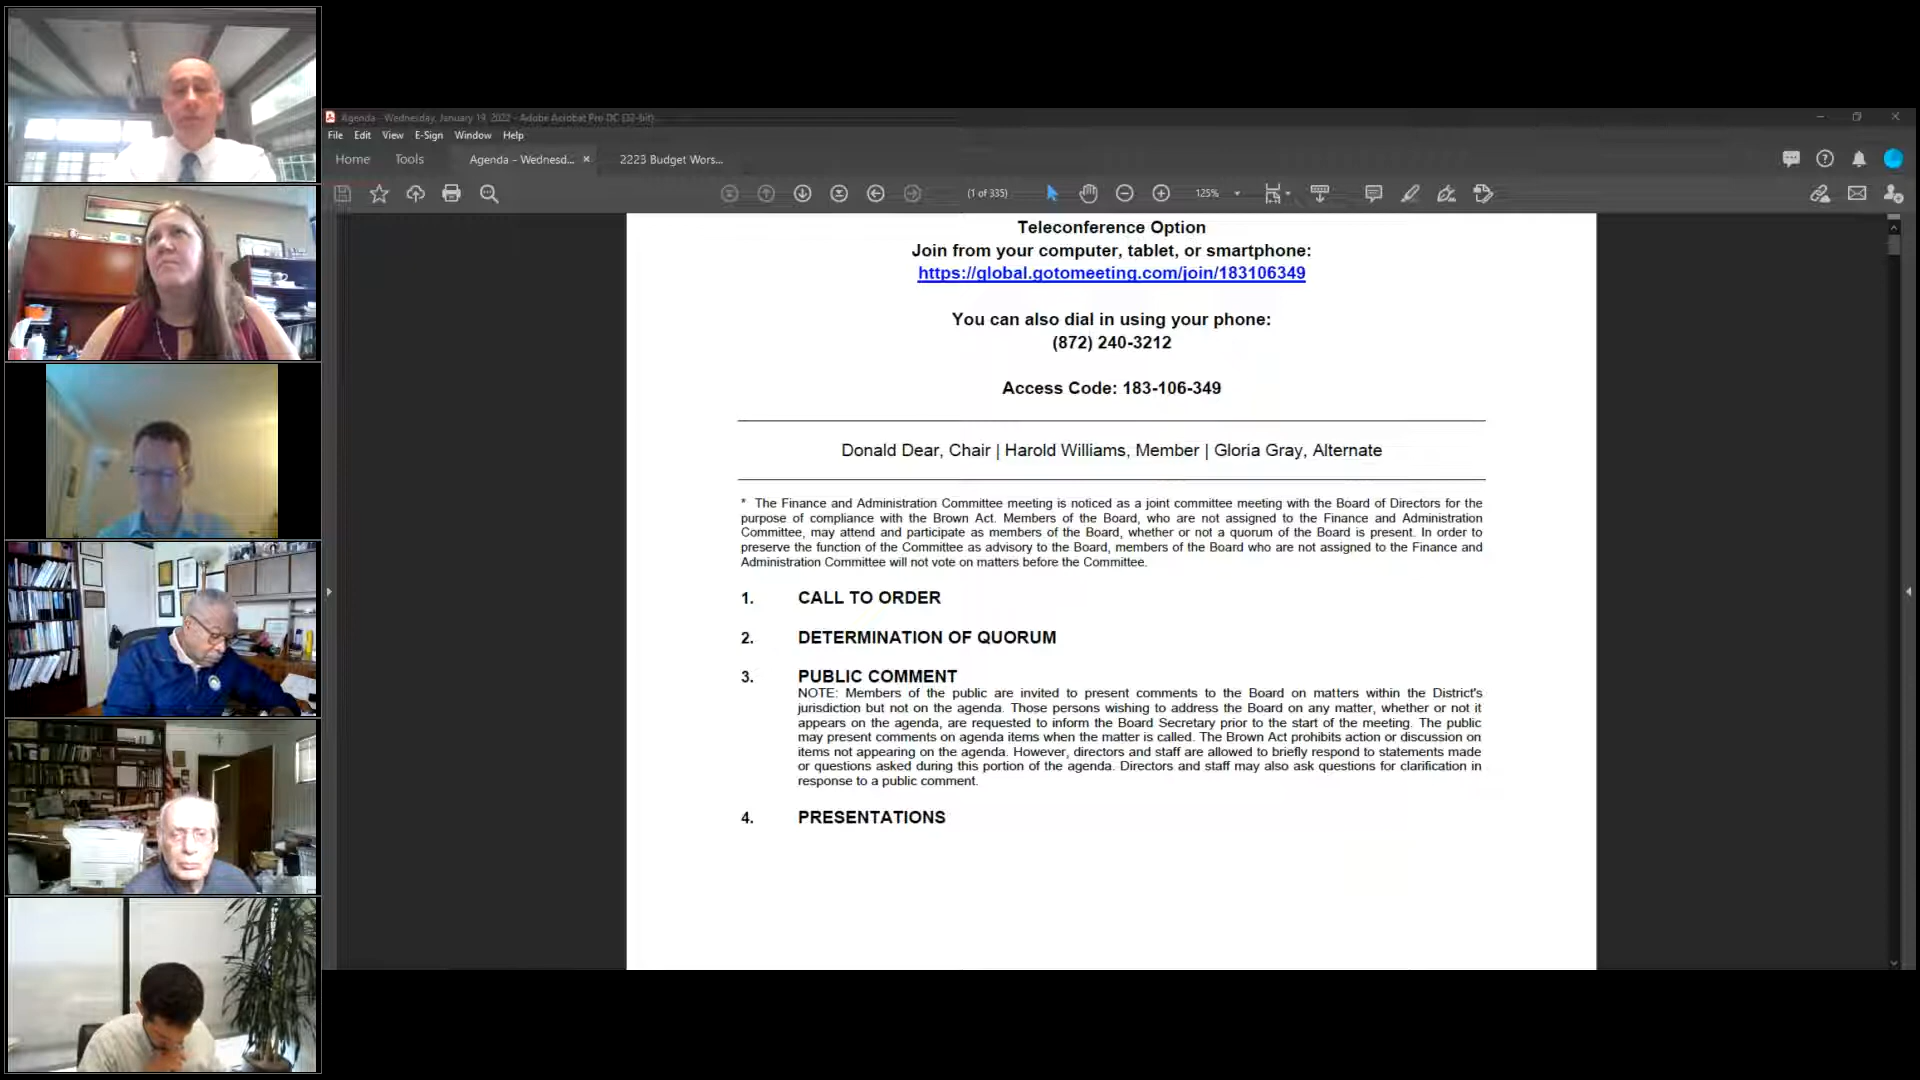 Agenda - Wednesday, January 19, 2022 - Adobe Acrobat Pro DC (32-bit)
File Edit View E-Sign Window Help
Home Tools Agenda - Wednesd... × 2223 Budget Wors...
(1 of 335) 125%
Teleconference Option
Join from your computer, tablet, or smartphone:
https://global.gotomeeting.com/join/183106349
You can also dial in using your phone:
(872) 240-3212
Access Code: 183-106-349
Donald Dear, Chair | Harold Williams, Member | Gloria Gray, Alternate
* The Finance and Administration Committee meeting is noticed as a joint committee meeting with the Board of Directors for the
purpose of compliance with the Brown Act. Members of the Board, who are not assigned to the Finance and Administration
Committee, may attend and participate as members of the Board, whether or not a quorum of the Board is present. In order to
preserve the function of the Committee as advisory to the Board, members of the Board who are not assigned to the Finance and
Administration Committee will not vote on matters before the Committee.
1. CALL TO ORDER
2. DETERMINATION OF QUORUM
3. PUBLIC COMMENT
NOTE: Members of the public are invited to present comments to the Board on matters within the District's
jurisdiction but not on the agenda. Those persons wishing to address the Board on any matter, whether or not it
appears on the agenda, are requested to inform the Board Secretary prior to the start of the meeting. The public
may present comments on agenda items when the matter is called. The Brown Act prohibits action or discussion on
items not appearing on the agenda. However, directors and staff are allowed to briefly respond to statements made
or questions asked during this portion of the agenda. Directors and staff may also ask questions for clarification in
response to a public comment.
4. PRESENTATIONS